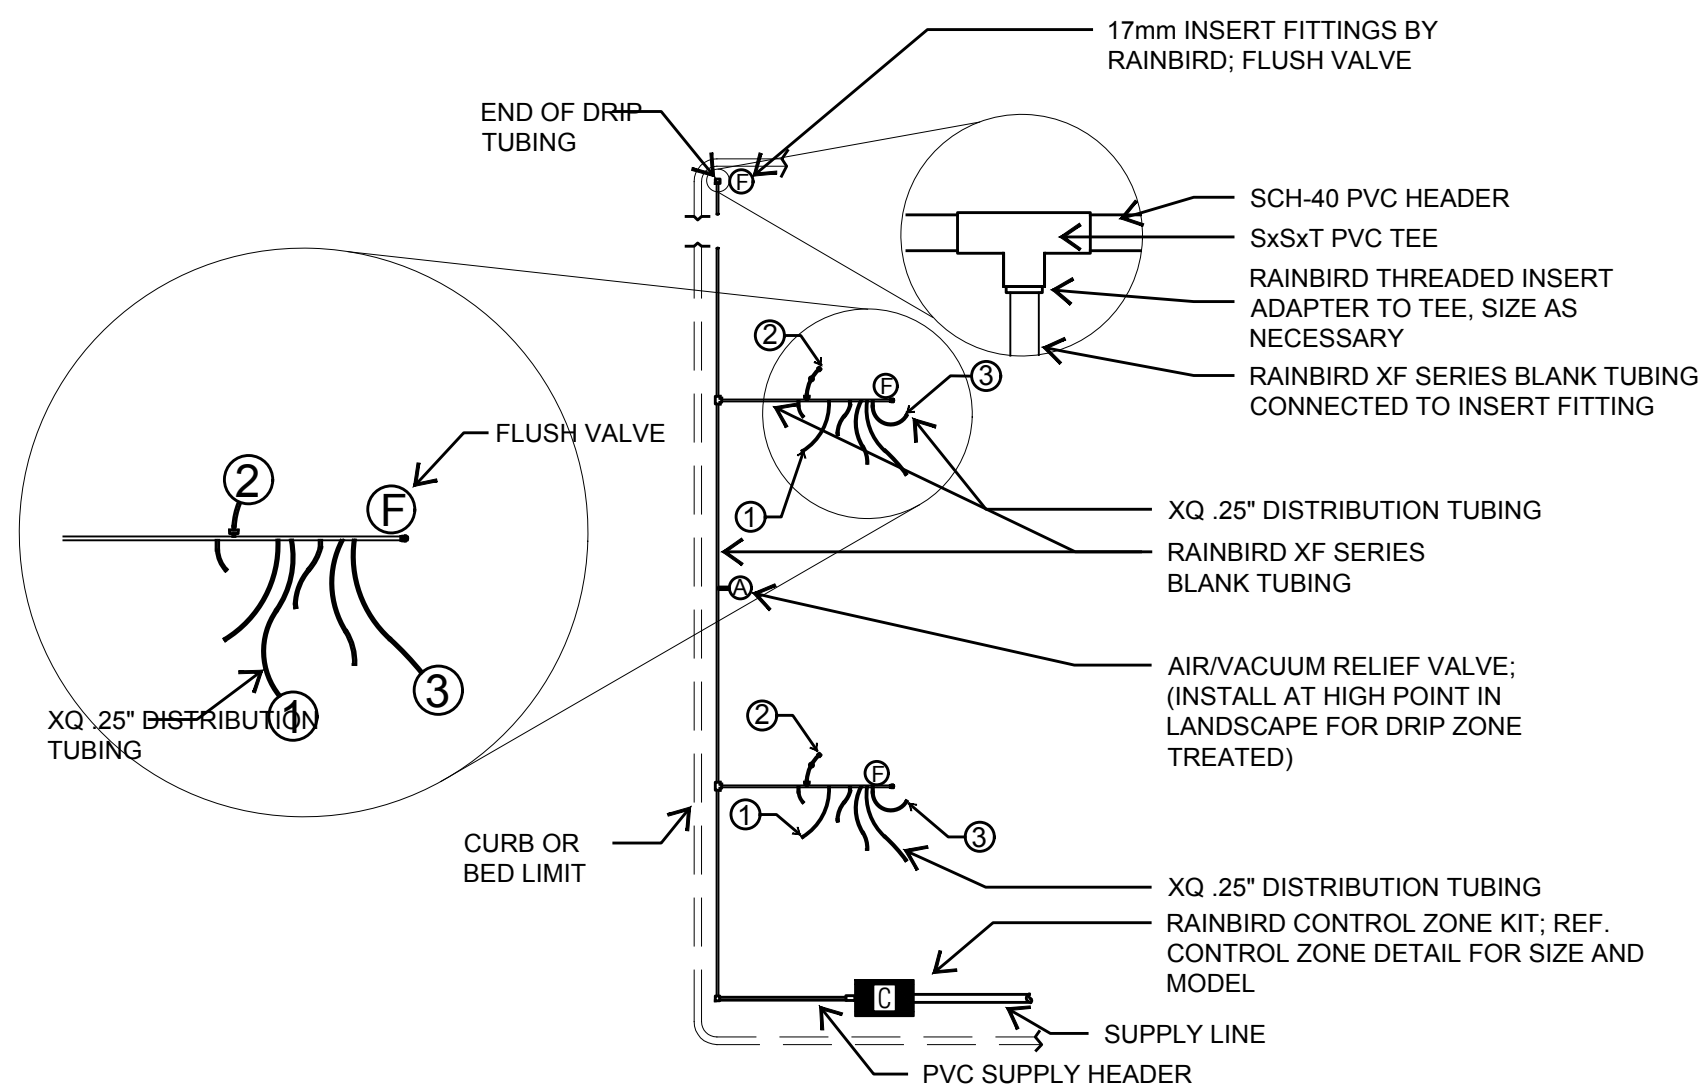 17mm INSERT FITTINGS BY
RAINBIRD; FLUSH VALVE
END OF DRIP
TUBING
F
SCH-40 PVC HEADER
SxSxT PVC TEE
RAINBIRD THREADED INSERT
ADAPTER TO TEE, SIZE AS
NECESSARY
RAINBIRD XF SERIES BLANK TUBING
CONNECTED TO INSERT FITTING
2
F
3
1
FLUSH VALVE
2
F
3
1
XQ .25" DISTRIBUTION
TUBING
XQ .25" DISTRIBUTION TUBING
RAINBIRD XF SERIES
BLANK TUBING
A
AIR/VACUUM RELIEF VALVE;
(INSTALL AT HIGH POINT IN
LANDSCAPE FOR DRIP ZONE
TREATED)
2
F
1
3
CURB OR
BED LIMIT
XQ .25" DISTRIBUTION TUBING
RAINBIRD CONTROL ZONE KIT; REF.
CONTROL ZONE DETAIL FOR SIZE AND
MODEL
C
SUPPLY LINE
PVC SUPPLY HEADER